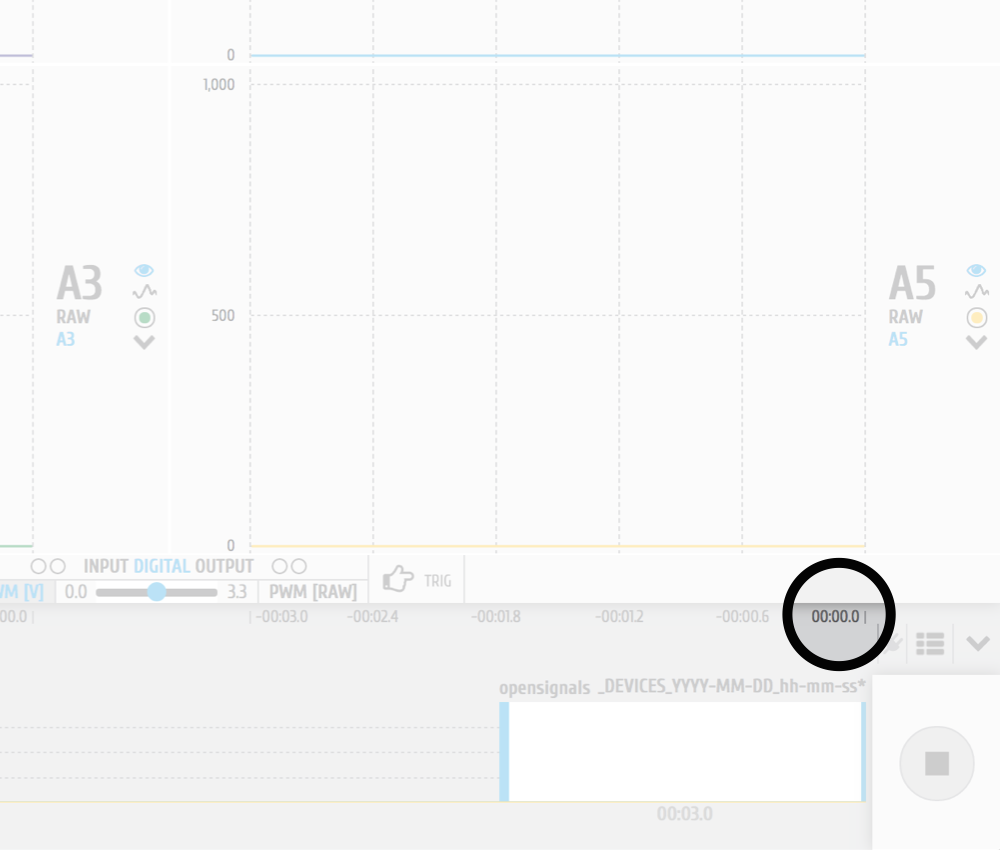 0
1,000
A3
RAW
A3
500
A5
RAW
A5
0
INPUT DIGITAL OUTPUT
WM [V] 0.0 3.3 PWM [RAW] TRIG
00.0 -00:03.0 -00:02.4 -00:01.8 -00:01.2 -00:00.6 00:00.0
opensignals _DEVICES_YYYY-MM-DD_hh-mm-ss*
00:03.0